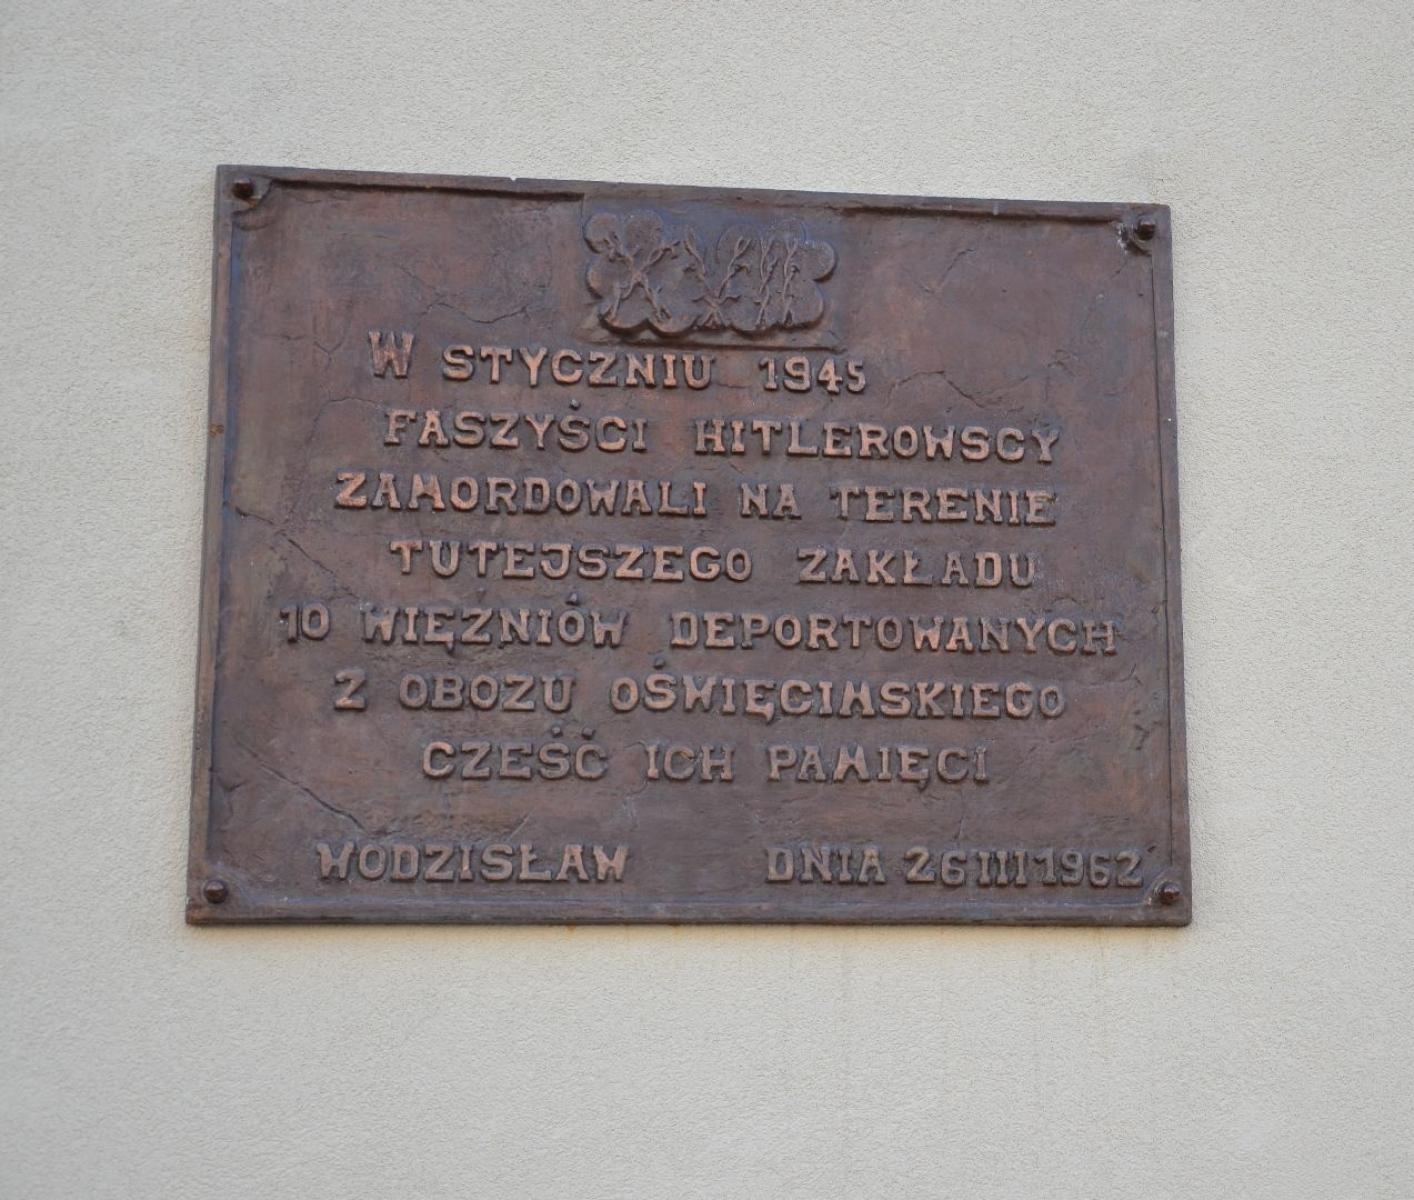 W STYCZNIU 1945
FASZYŚCI HITLEROWSCY
ZAMORDOWALI NA TERENIE
TUTEJSZEGO ZAKŁADU
10 WIĘZNIÓW DEPORTOWANYCH
Z OBOZU OŚWIĘCIMSKIEGO
CZEŚĆ ICH PAMIĘCI
WODZISŁAW DNIA 26 III 1962